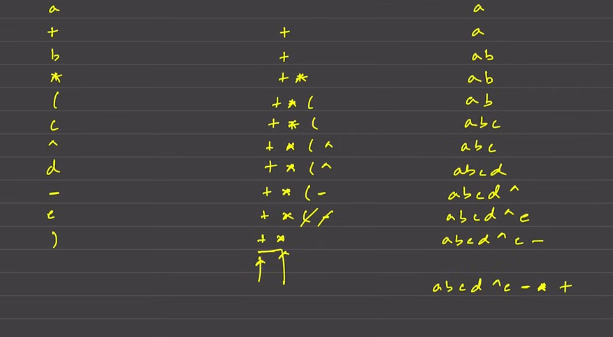 a a
+ + a
b + ab
* + * ab
( + * ( ab
c + * ( abc
^ + * ( ^ abc
d + * ( ^ abcd
- + * ( - abcd^
e + * ( - abcd^e
) + * abcd^e-
abcd^e-*+